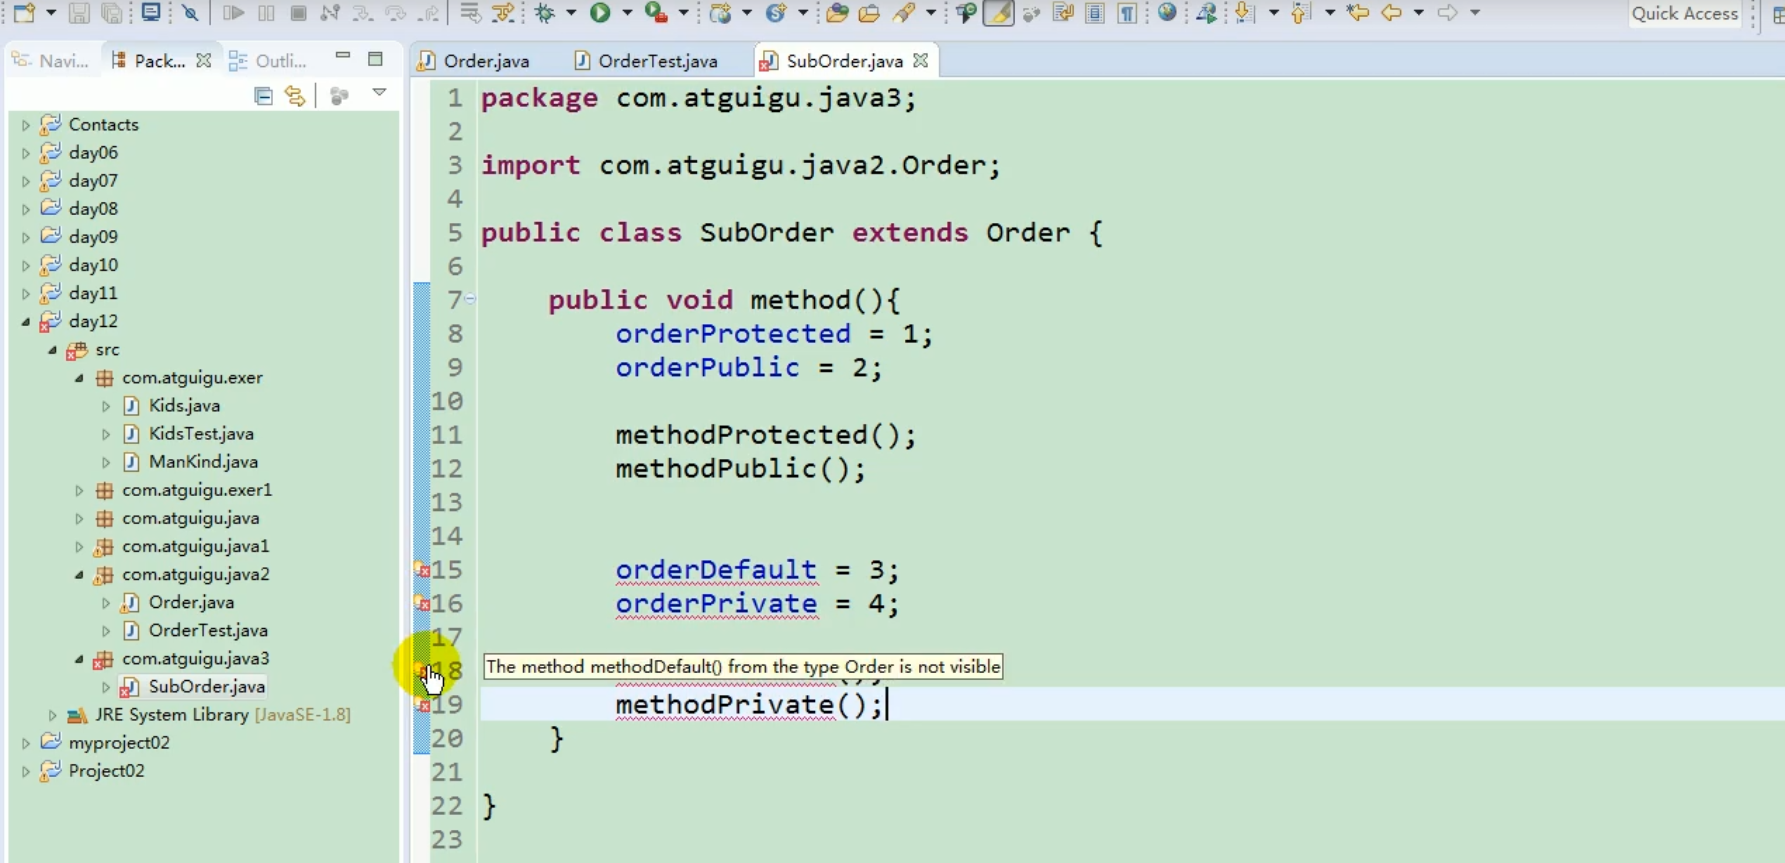 Quick Access
Navi...
Pack...
Outli...
Order.java
OrderTest.java
SubOrder.java
Contacts
day06
day07
day08
day09
day10
day11
day12
src
com.atguigu.exer
Kids.java
KidsTest.java
ManKind.java
com.atguigu.exer1
com.atguigu.java
com.atguigu.java1
com.atguigu.java2
Order.java
OrderTest.java
com.atguigu.java3
SubOrder.java
JRE System Library [JavaSE-1.8]
myproject02
Project02
1 package com.atguigu.java3;
2
3 import com.atguigu.java2.Order;
4
5 public class SubOrder extends Order {
6
7 public void method(){
8 orderProtected = 1;
9 orderPublic = 2;
10
11 methodProtected();
12 methodPublic();
13
14
15 orderDefault = 3;
16 orderPrivate = 4;
17
The method methodDefault() from the type Order is not visible
18
19 methodPrivate();
20 }
21
22 }
23